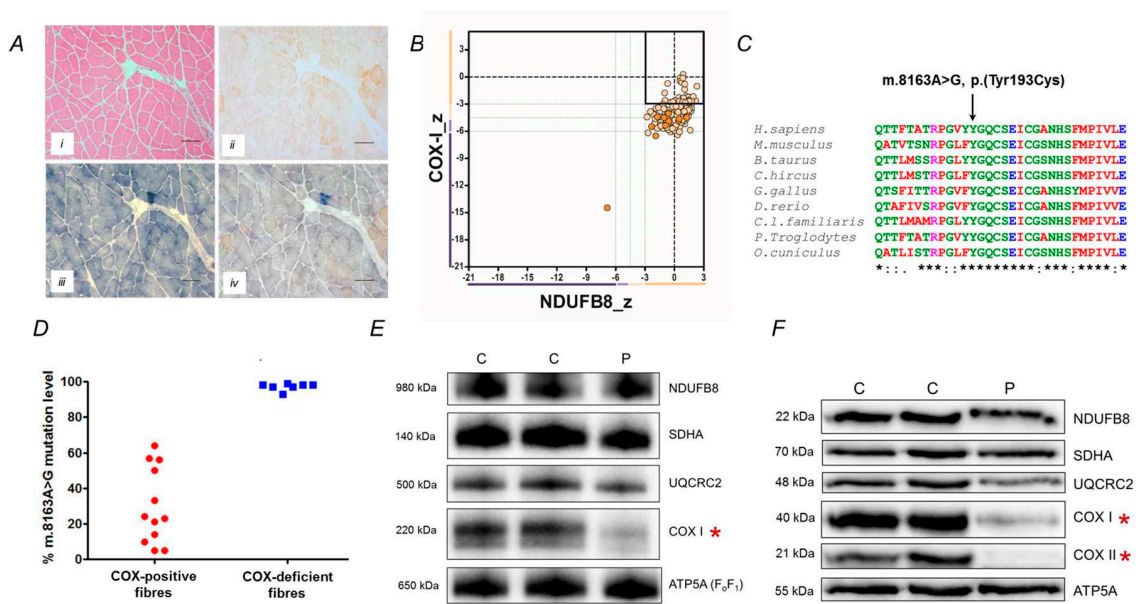 A
i
ii
iii
iv
B
COX-I_z
0
-3
-6
-9
-12
-15
-18
-21
-21 -18 -15 -12 -9 -6 -3 0 3
NDUFB8_z
C
m.8163A>G, p.(Tyr193Cys)
H.sapiens QTTFTATRPGVYYGQCSEICGANHSFMPIVLE
M.musculus QATVTSNRPGLFYGQCSEICGSNHSFMPIVLE
B.taurus QTTLMSSRPGLYYGQCSEICGSNHSFMPIVLE
C.hircus QTTLMSTRPGLYYGQCSEICGSNHSFMPIVLE
G.gallus QTSFITTRPGVFYGQCSEICGANHSYMPIVVE
D.rerio QTAFIVSRPGVFYGQCSEICGANHSFMPIVVE
C.l.familiaris QTTLMAMRPGLYYGQCSEICGSNHSFMPIVLE
P.Troglodytes QTTFTATRPGVYYGQCSEICGANHSFMPIVLE
O.cuniculus QATLISTRPGLYYGQCSEICGSNHSFMPIVLE
D
% m.8163A>G mutation level
100
80
60
40
20
0
COX-positive
fibres
COX-deficient
fibres
E
C C P
980 kDa NDUFB8
140 kDa SDHA
500 kDa UQCRC2
220 kDa COX I *
650 kDa ATP5A (FoF1)
F
C C P
22 kDa NDUFB8
70 kDa SDHA
48 kDa UQCRC2
40 kDa COX I *
21 kDa COX II *
55 kDa ATP5A